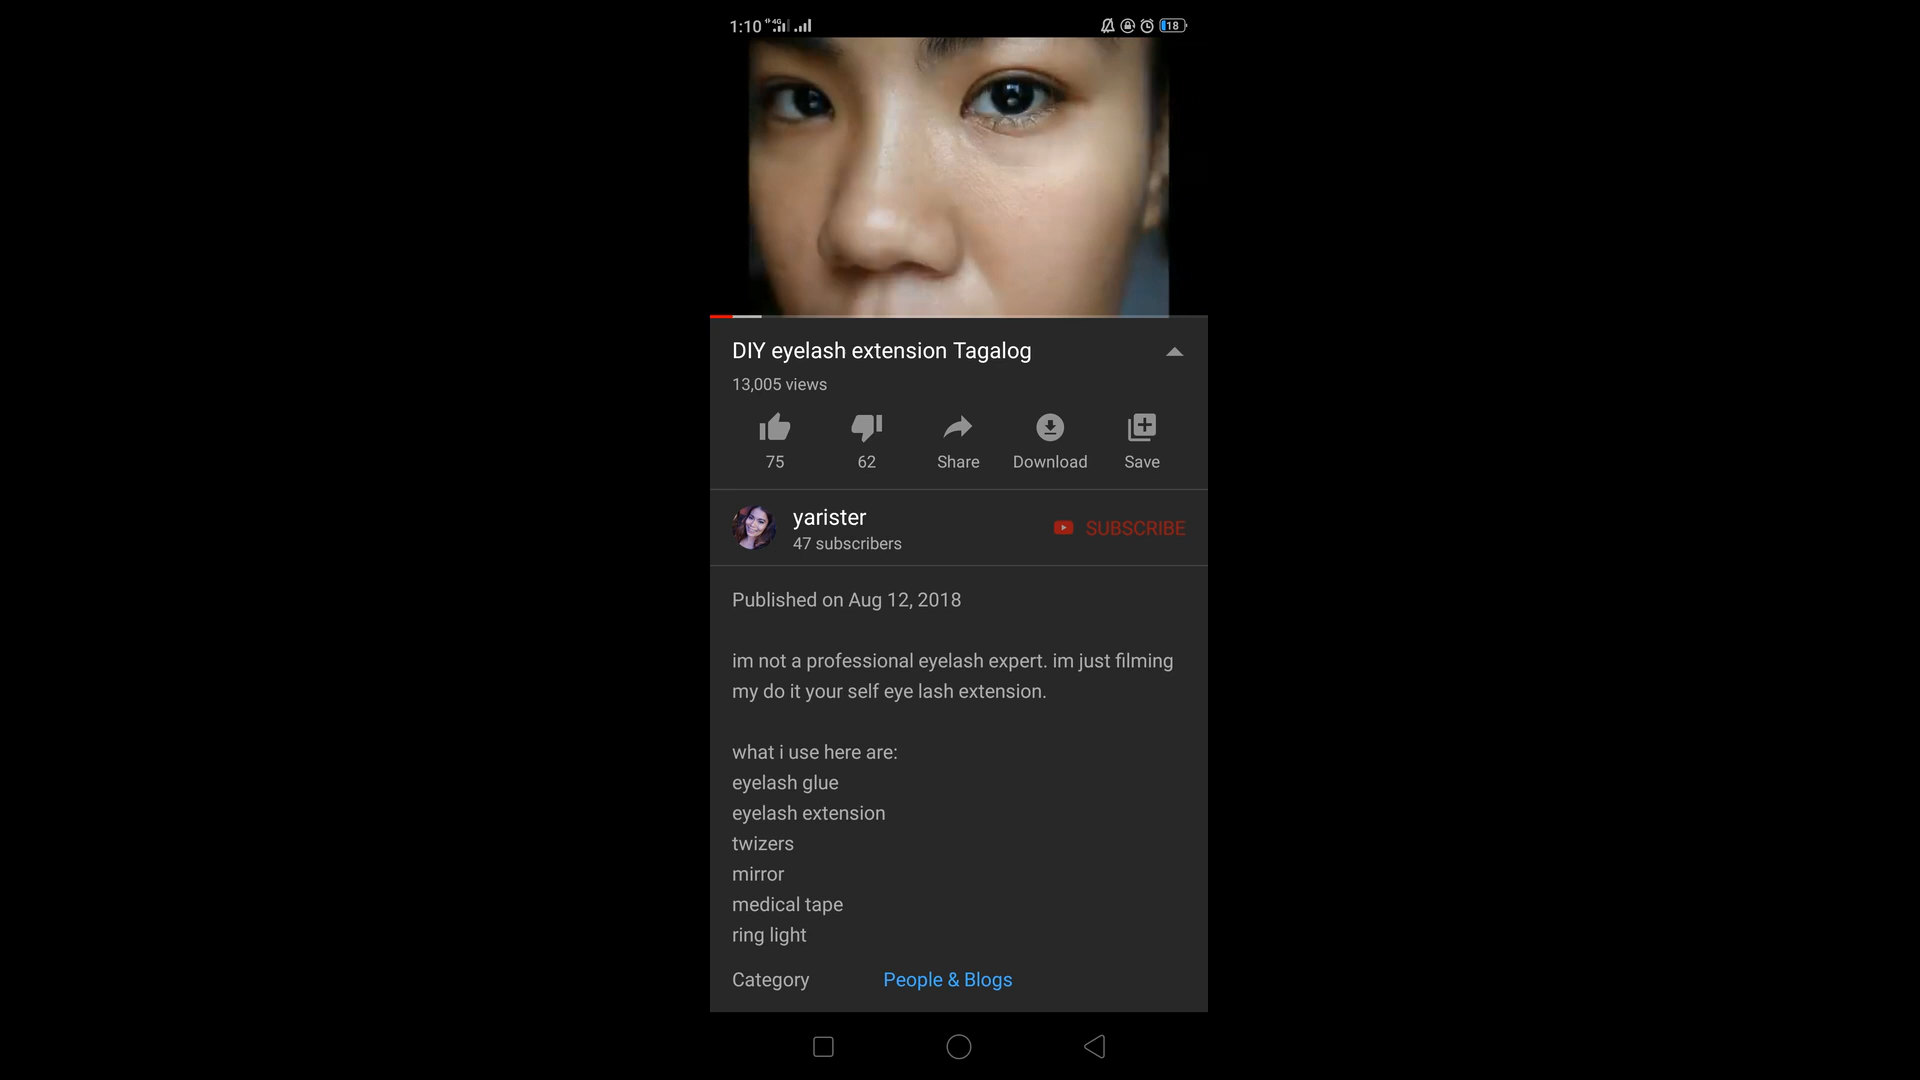 1:10 4G 18
DIY eyelash extension Tagalog
13,005 views
75 62 Share Download Save
yarister
47 subscribers
SUBSCRIBE
Published on Aug 12, 2018
im not a professional eyelash expert. im just filming
my do it your self eye lash extension.
what i use here are:
eyelash glue
eyelash extension
twizers
mirror
medical tape
ring light
Category People & Blogs